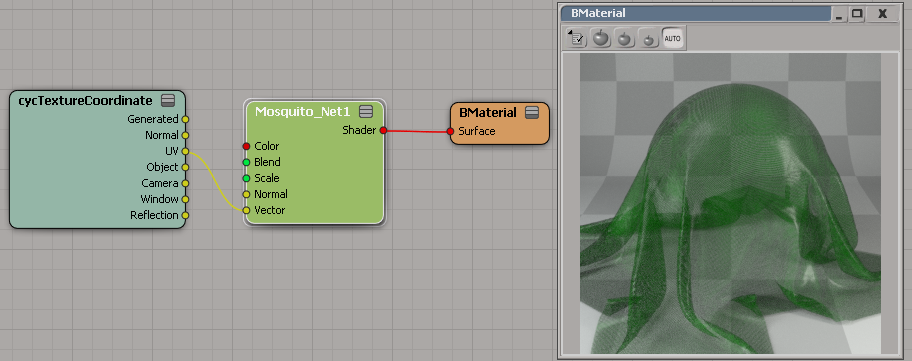 cycTextureCoordinate
Generated
Normal
UV
Object
Camera
Window
Reflection
Mosquito_Net1
Shader
Color
Blend
Scale
Normal
Vector
BMaterial
Surface
BMaterial
AUTO